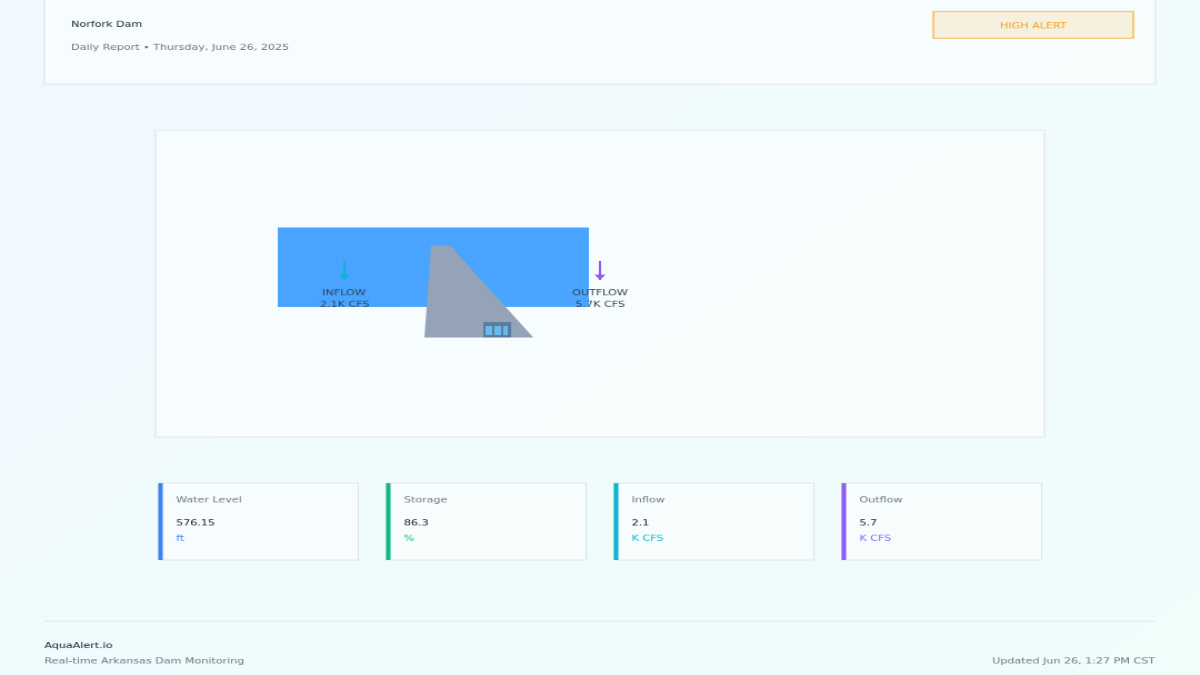 Norfork Dam
HIGH ALERT
Daily Report • Thursday, June 26, 2025
INFLOW
2.1K CFS
OUTFLOW
5.7K CFS
Water Level
576.15
ft
Storage
86.3
%
Inflow
2.1
K CFS
Outflow
5.7
K CFS
AquaAlert.io
Real-time Arkansas Dam Monitoring
Updated Jun 26, 1:27 PM CST